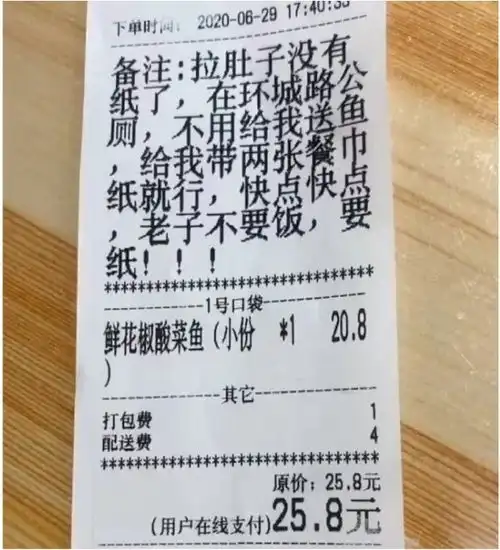 下单时间: 2020-06-29 17:40:35
备注:拉肚子没有
纸了，在环城路公
厕，不用给我送鱼
，给我带两张餐巾
纸就行，快点快点
，老子不要饭，要
纸！！！
********************************
------------1号口袋------------
鲜花椒酸菜鱼(小份 *1 20.8
)
--------------其它--------------
打包费 1
配送费 4
********************************
原价：25.8元
(用户在线支付)25.8元